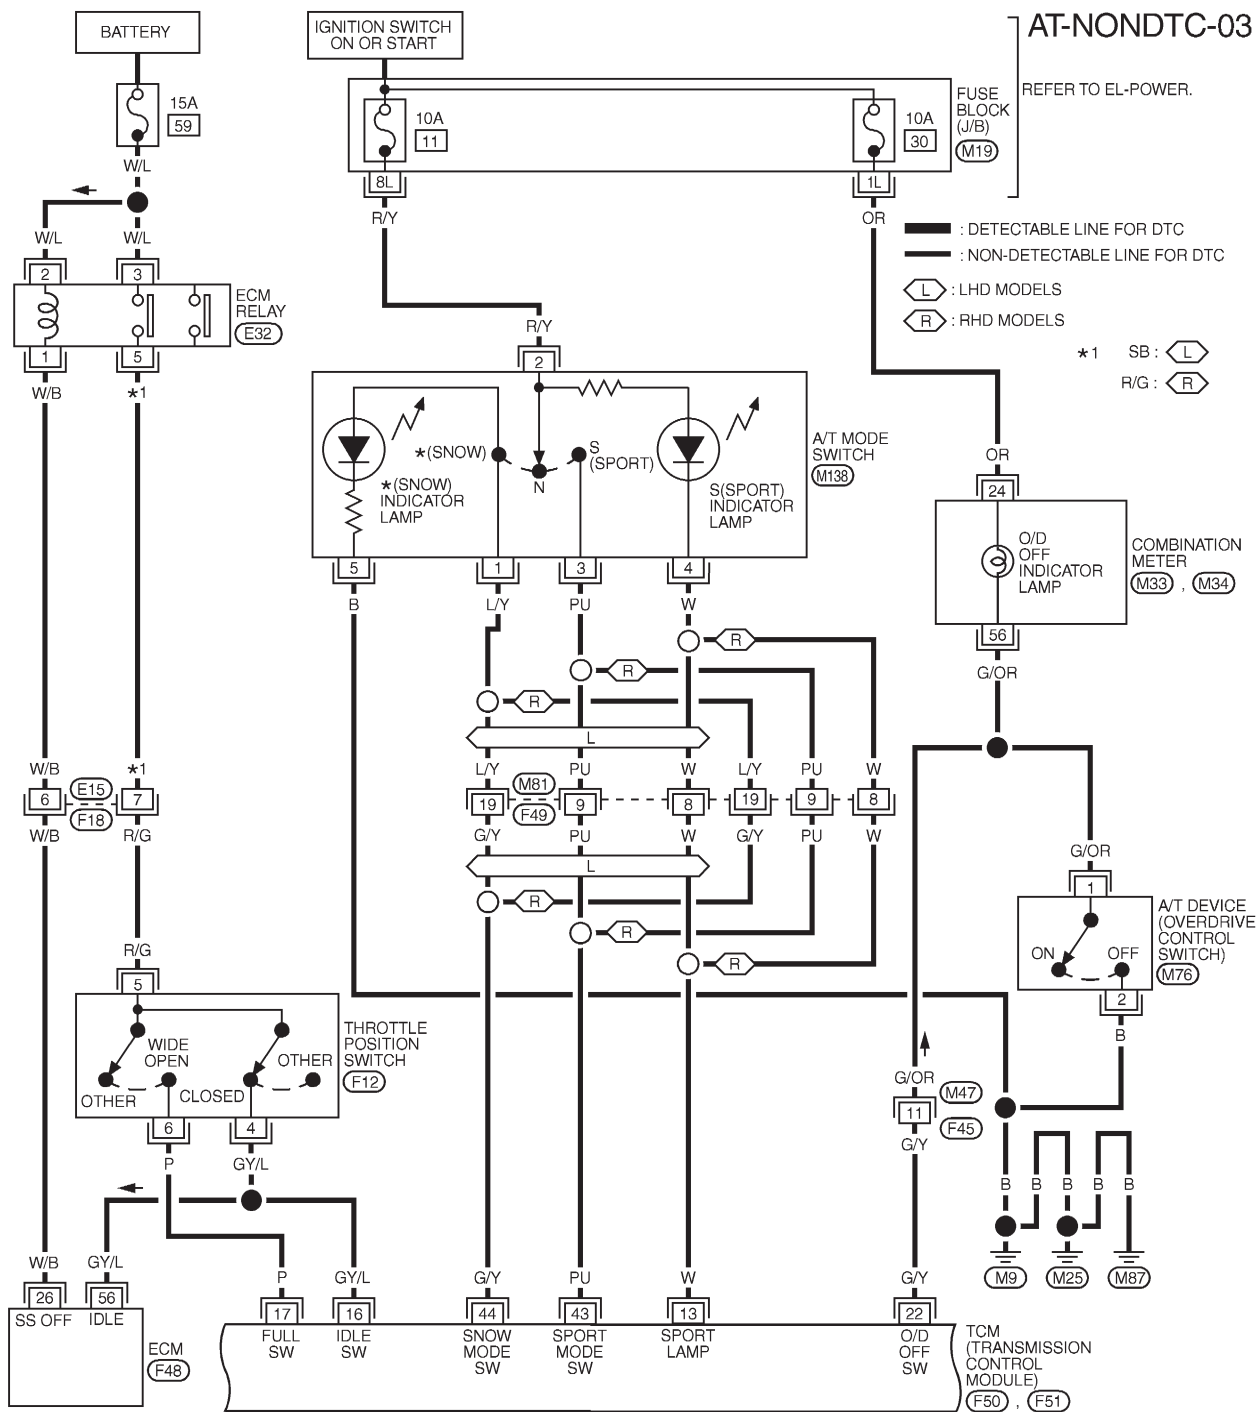 AT-NONDTC-03
BATTERY
IGNITION SWITCH
ON OR START
REFER TO EL-POWER.
15A
59
10A
11
10A
30
FUSE
BLOCK
(J/B)
M19
W/L
8L
1L
R/Y
OR
: DETECTABLE LINE FOR DTC
: NON-DETECTABLE LINE FOR DTC
L : LHD MODELS
R : RHD MODELS
*1 SB : L
R/G : R
W/L
W/L
2
3
ECM
RELAY
E32
1
5
W/B
*1
R/Y
2
*(SNOW)
S
(SPORT)
N
*(SNOW)
INDICATOR
LAMP
S(SPORT)
INDICATOR
LAMP
A/T MODE
SWITCH
M138
OR
24
O/D
OFF
INDICATOR
LAMP
COMBINATION
METER
M33 , M34
56
G/OR
5
1
3
4
B
L/Y
PU
W
R
R
R
L
W/B
*1
L/Y
PU
W
L/Y
PU
W
6
E15
F18
7
19
M81
F49
9
8
19
9
8
W/B
R/G
G/Y
PU
W
G/Y
PU
W
L
R
R
R
G/OR
1
ON
OFF
A/T DEVICE
(OVERDRIVE
CONTROL
SWITCH)
M76
2
B
R/G
5
WIDE
OPEN
OTHER
OTHER
CLOSED
THROTTLE
POSITION
SWITCH
F12
6
4
P
GY/L
G/OR
11
M47
F45
G/Y
B
B
B
B
B
M9
M25
M87
W/B
GY/L
P
GY/L
G/Y
PU
W
G/Y
26
56
17
16
44
43
13
22
SS OFF
IDLE
ECM
F48
FULL
SW
IDLE
SW
SNOW
MODE
SW
SPORT
MODE
SW
SPORT
LAMP
O/D
OFF
SW
TCM
(TRANSMISSION
CONTROL
MODULE)
F50 , F51